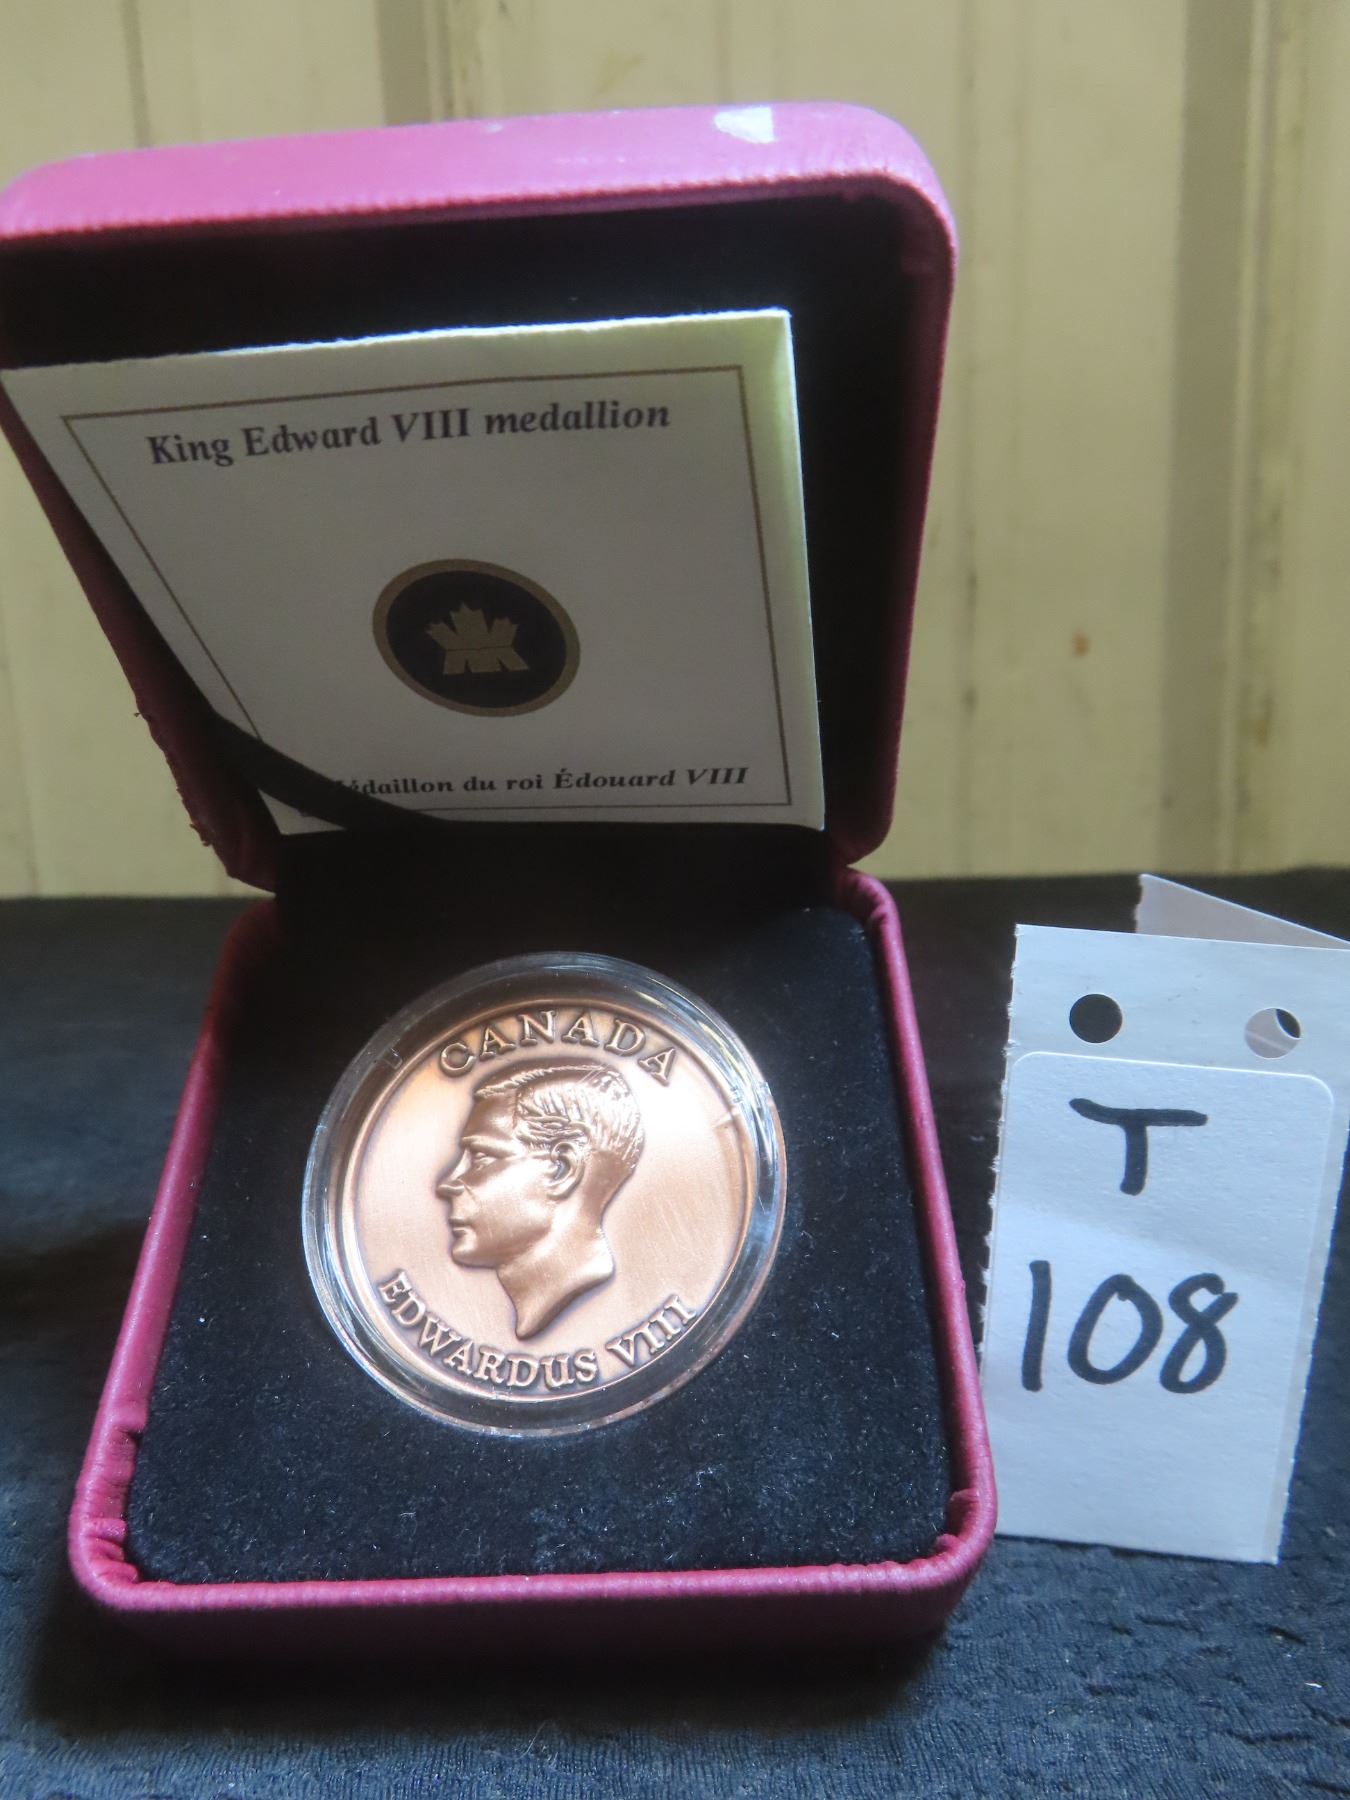 King Edward VIII medallion
édaillon du roi Édouard VIII
CANADA
EDWARDUS VIII
T
108